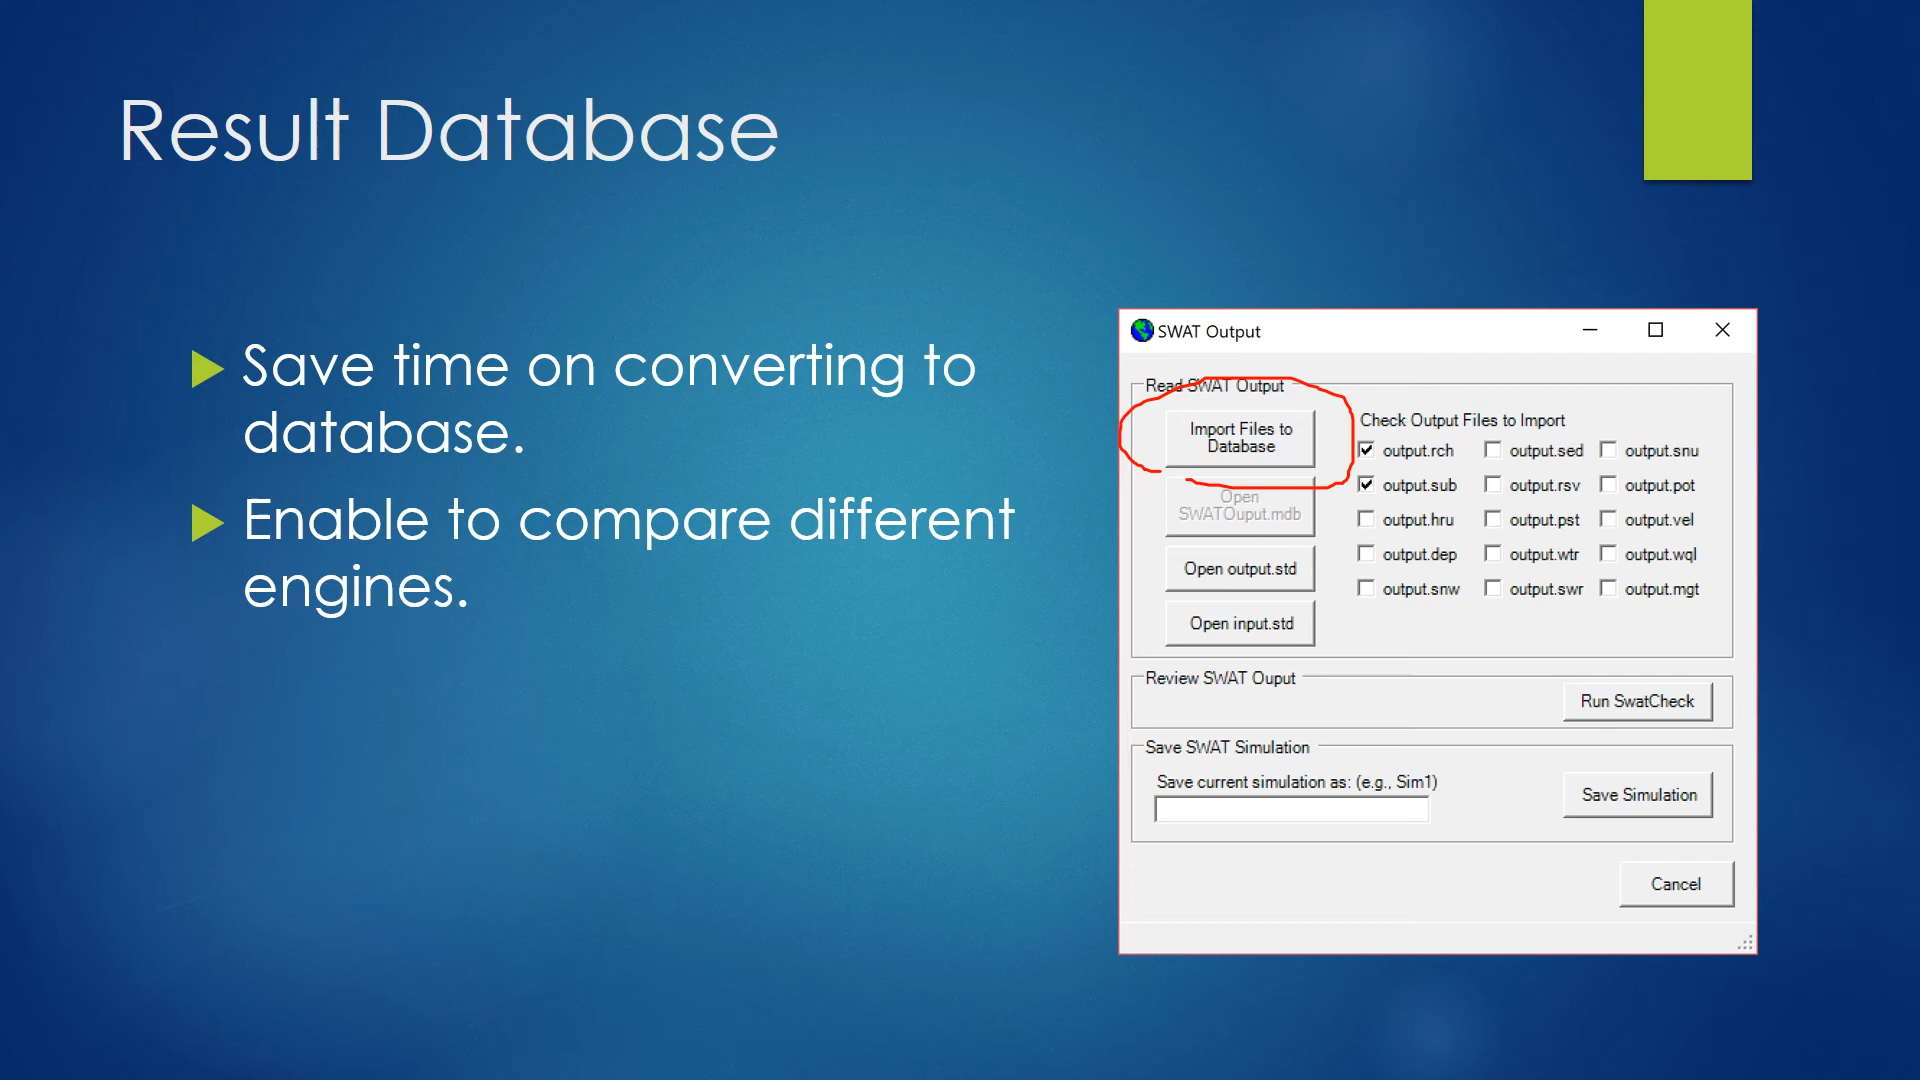 Result Database
Save time on converting to
database.
Enable to compare different
engines.
SWAT Output
Read SWAT Output
Import Files to
Database
Open
SWATOuput.mdb
Open output.std
Open input.std
Check Output Files to Import
output.rch output.sed output.snu
output.sub output.rsv output.pot
output.hru output.pst output.vel
output.dep output.wtr output.wql
output.snw output.swr output.mgt
Review SWAT Ouput
Run SwatCheck
Save SWAT Simulation
Save current simulation as: (e.g., Sim1)
Save Simulation
Cancel